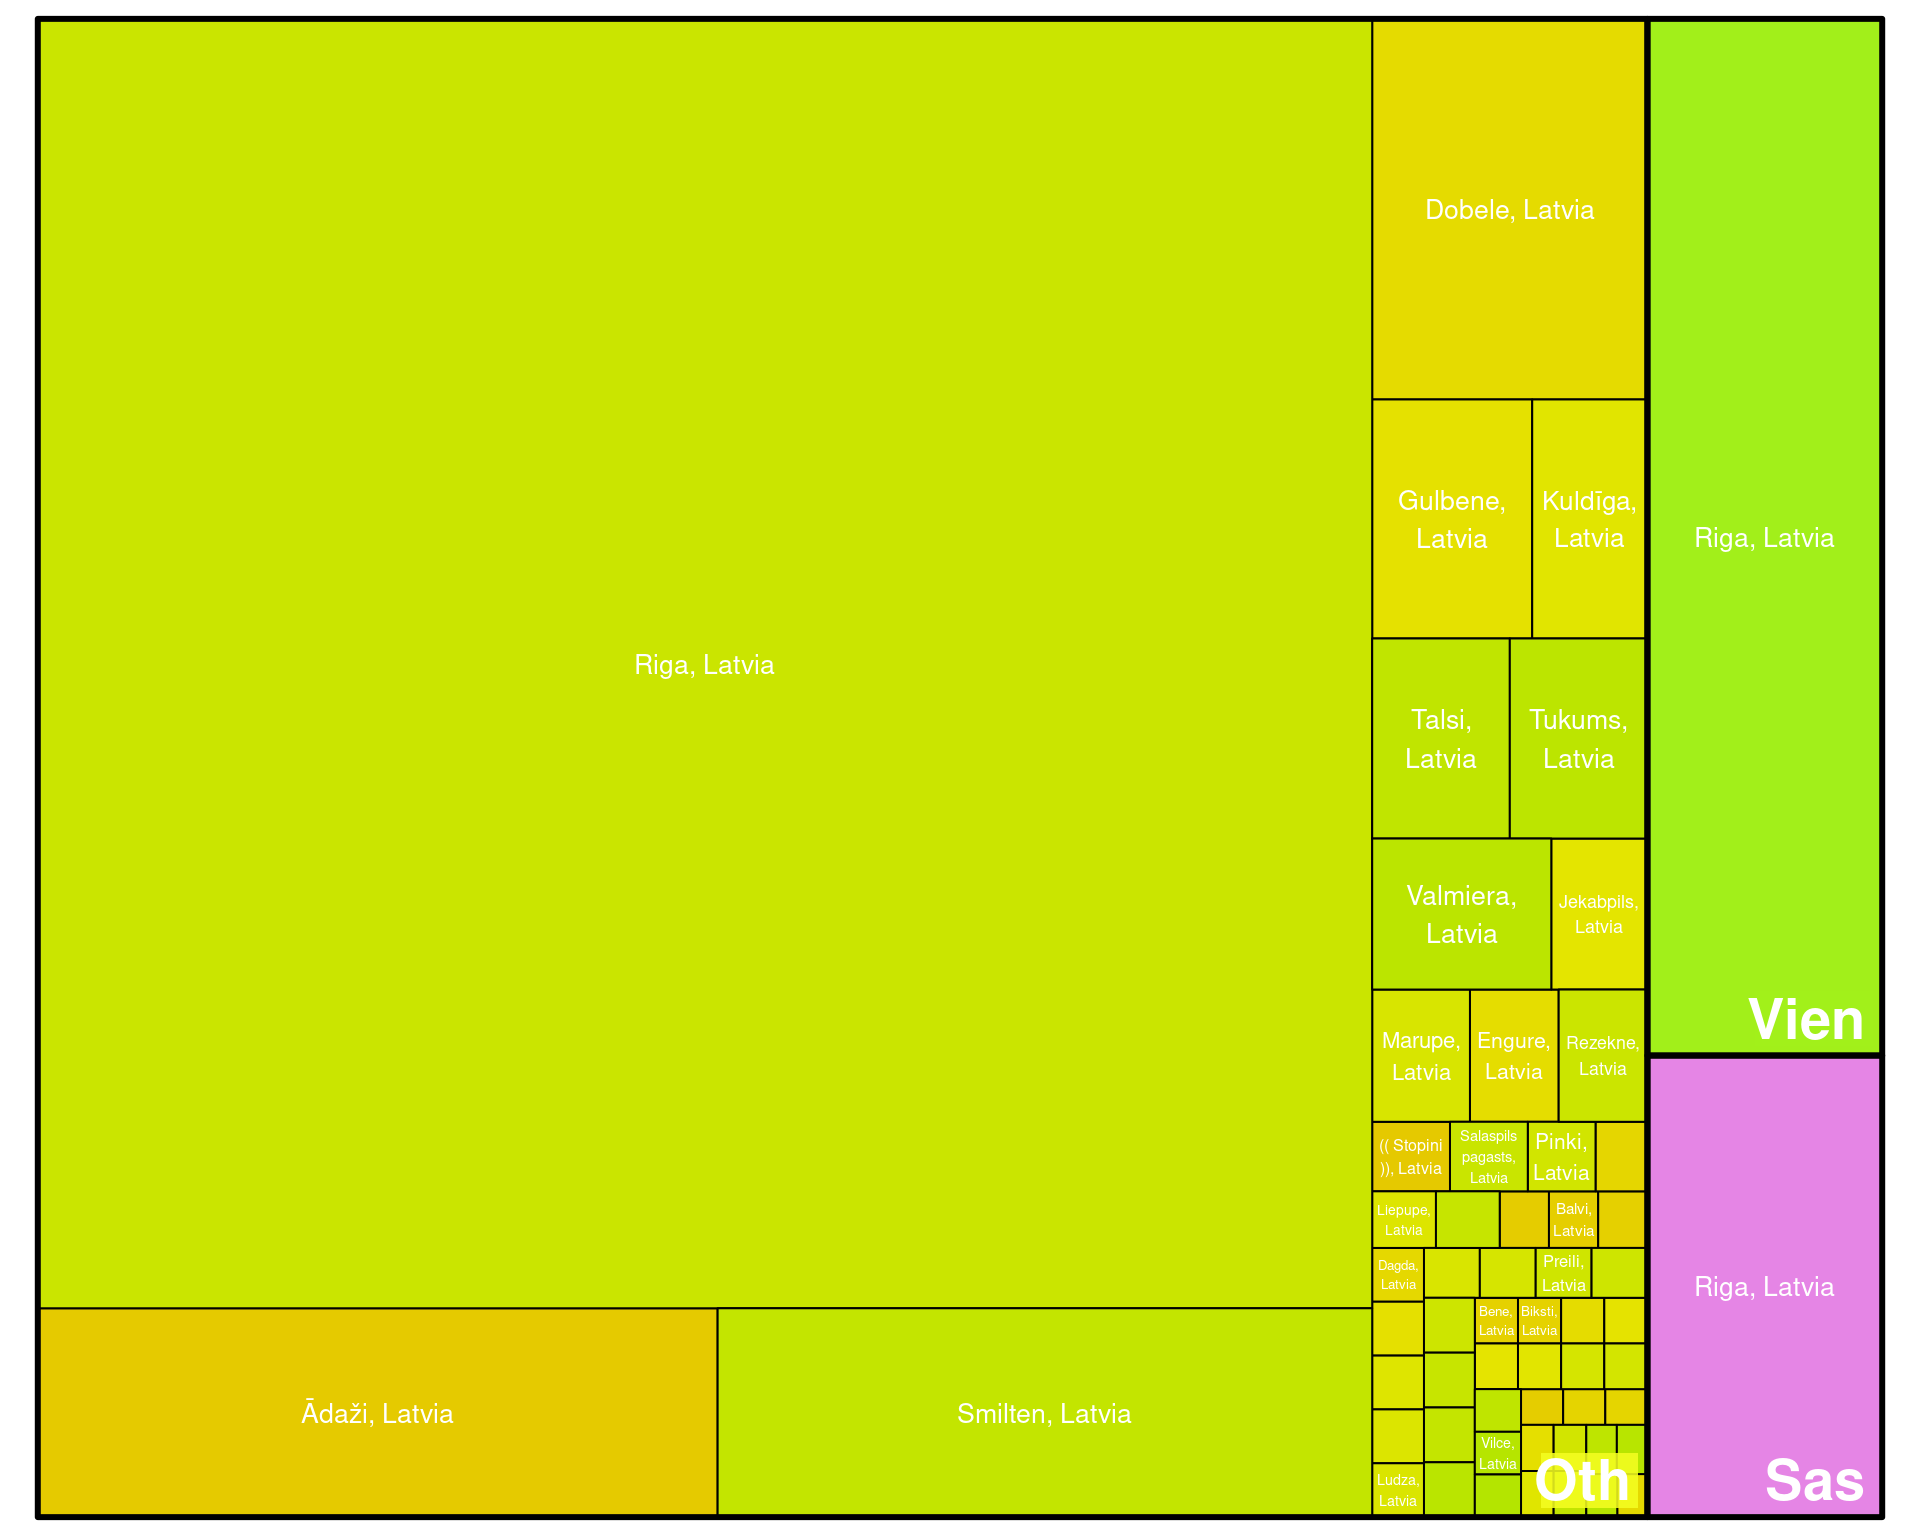 Riga, Latvia
Ādaži, Latvia
Smilten, Latvia
Dobele, Latvia
Gulbene,
Latvia
Kuldīga,
Latvia
Talsi,
Latvia
Tukums,
Latvia
Valmiera,
Latvia
Jekabpils,
Latvia
Marupe,
Latvia
Engure,
Latvia
Rezekne,
Latvia
(( Stopini
)), Latvia
Salaspils
pagasts,
Latvia
Pinki,
Latvia
Liepupe,
Latvia
Balvi,
Latvia
Dagda,
Latvia
Preili,
Latvia
Bene,
Latvia
Biksti,
Latvia
Vilce,
Latvia
Ludza,
Latvia
Oth
Riga, Latvia
Vien
Riga, Latvia
Sas